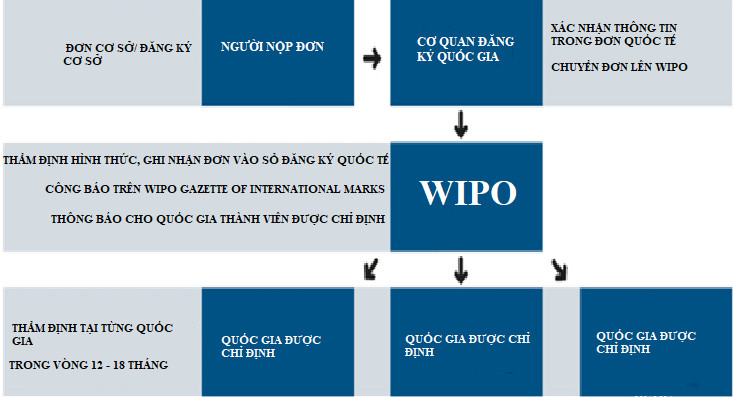 ĐƠN CƠ SỞ/ ĐĂNG KÝ
CƠ SỞ
NGƯỜI NỘP ĐƠN
CƠ QUAN ĐĂNG
KÝ QUỐC GIA
XÁC NHẬN THÔNG TIN
TRONG ĐƠN QUỐC TẾ
CHUYỂN ĐƠN LÊN WIPO
THẨM ĐỊNH HÌNH THỨC, GHI NHẬN ĐƠN VÀO SỔ ĐĂNG KÝ QUỐC TẾ
CÔNG BÁO TRÊN WIPO GAZETTE OF INTERNATIONAL MARKS
THÔNG BÁO CHO QUỐC GIA THÀNH VIÊN ĐƯỢC CHỈ ĐỊNH
WIPO
THẨM ĐỊNH TẠI TỪNG QUỐC
GIA
TRONG VÒNG 12 - 18 THÁNG
QUỐC GIA ĐƯỢC
CHỈ ĐỊNH
QUỐC GIA ĐƯỢC CHỈ
ĐỊNH
QUỐC GIA ĐƯỢC
CHỈ ĐỊNH